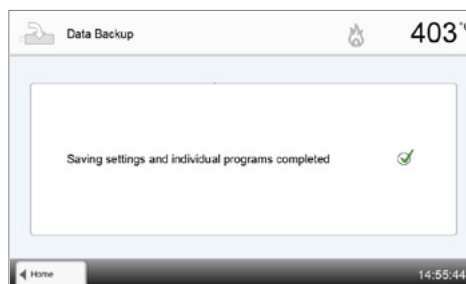 Data Backup
403 °C
Saving settings and individual programs completed
Home
14:55:44